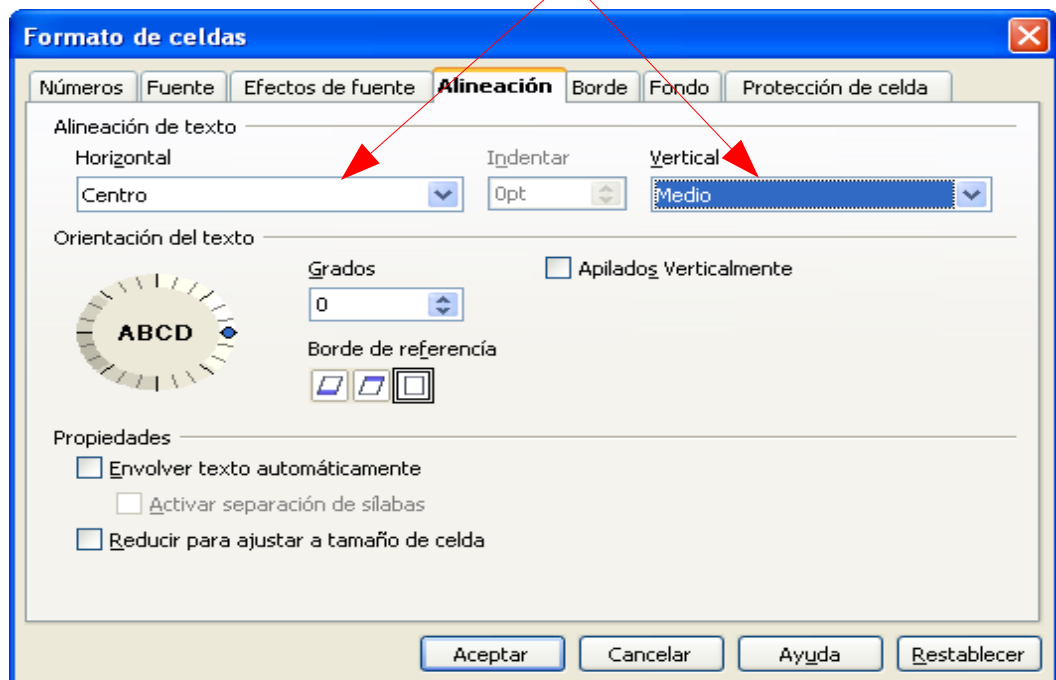 Formato de celdas
Números Fuente Efectos de fuente Alineación Borde Fondo Protección de celda
Alineación de texto
Horizontal Indentar Vertical
Centro 0pt Medio
Orientación del texto
Grados Apilados Verticalmente
0
ABCD
Borde de referencía
Propiedades
Envolver texto automáticamente
Activar separación de sílabas
Reducir para ajustar a tamaño de celda
Aceptar Cancelar Ayuda Restablecer